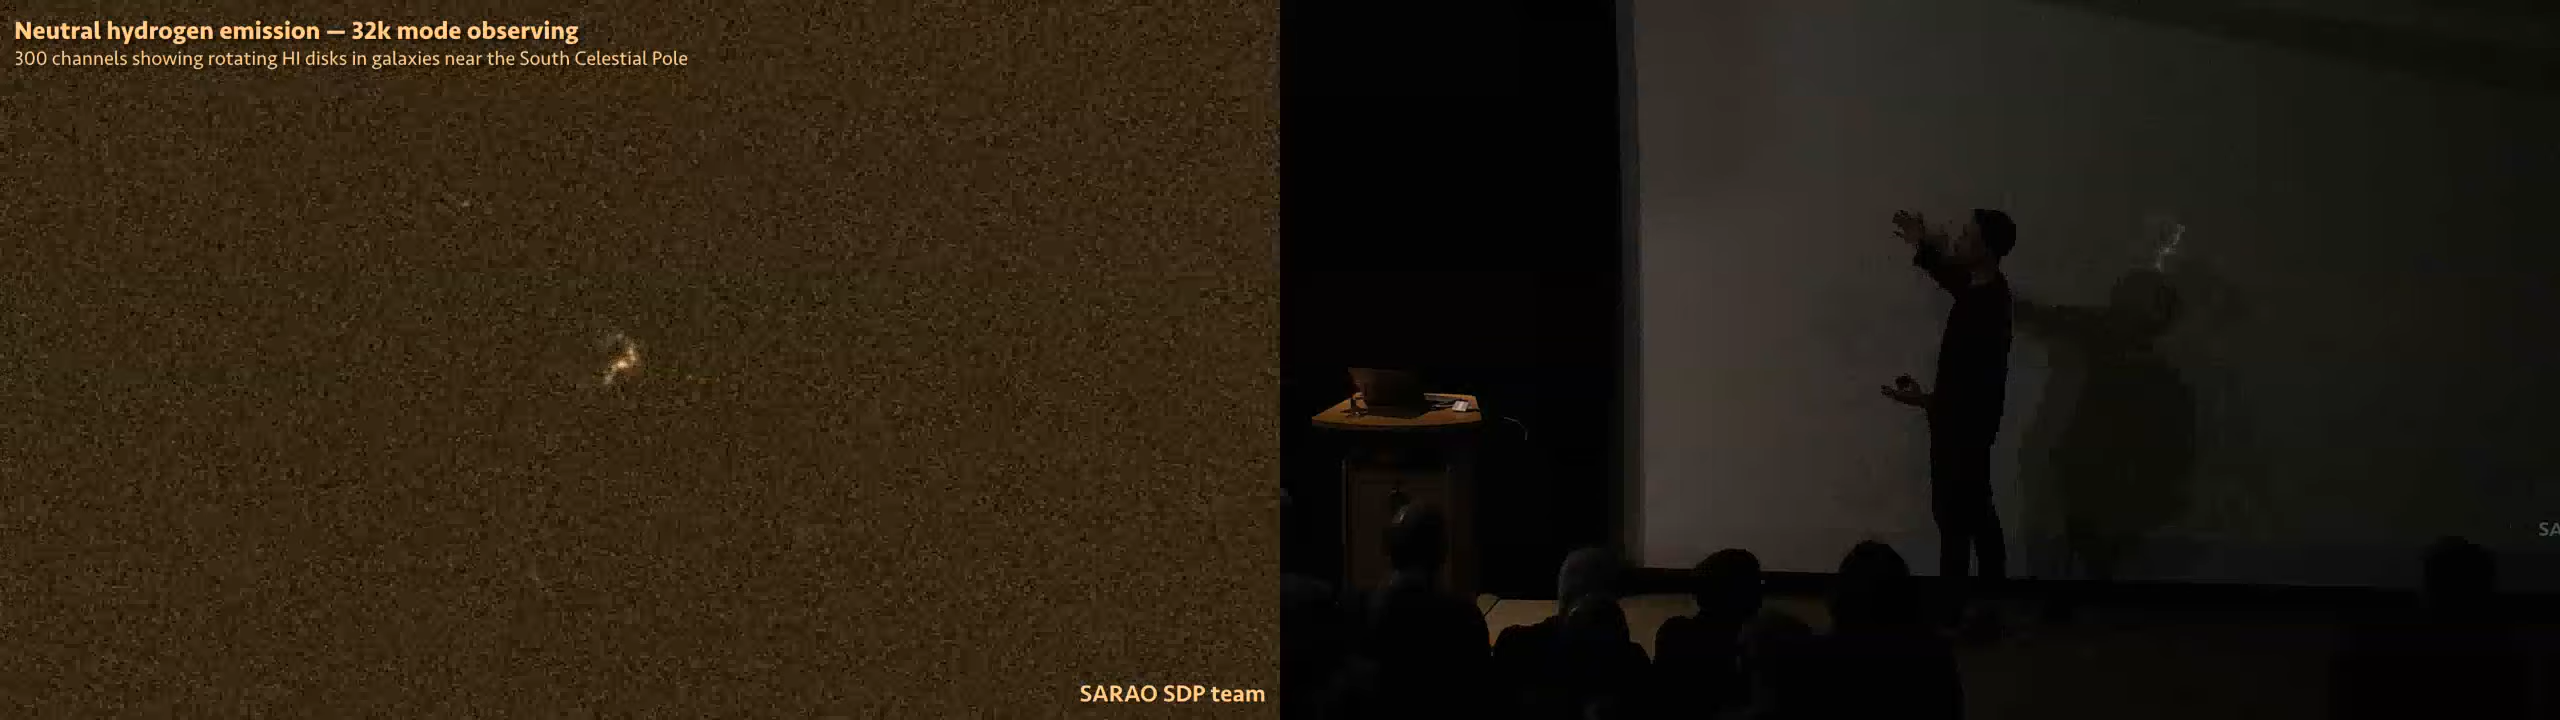 Neutral hydrogen emission — 32k mode observing
300 channels showing rotating HI disks in galaxies near the South Celestial Pole
SARAO SDP team
SA